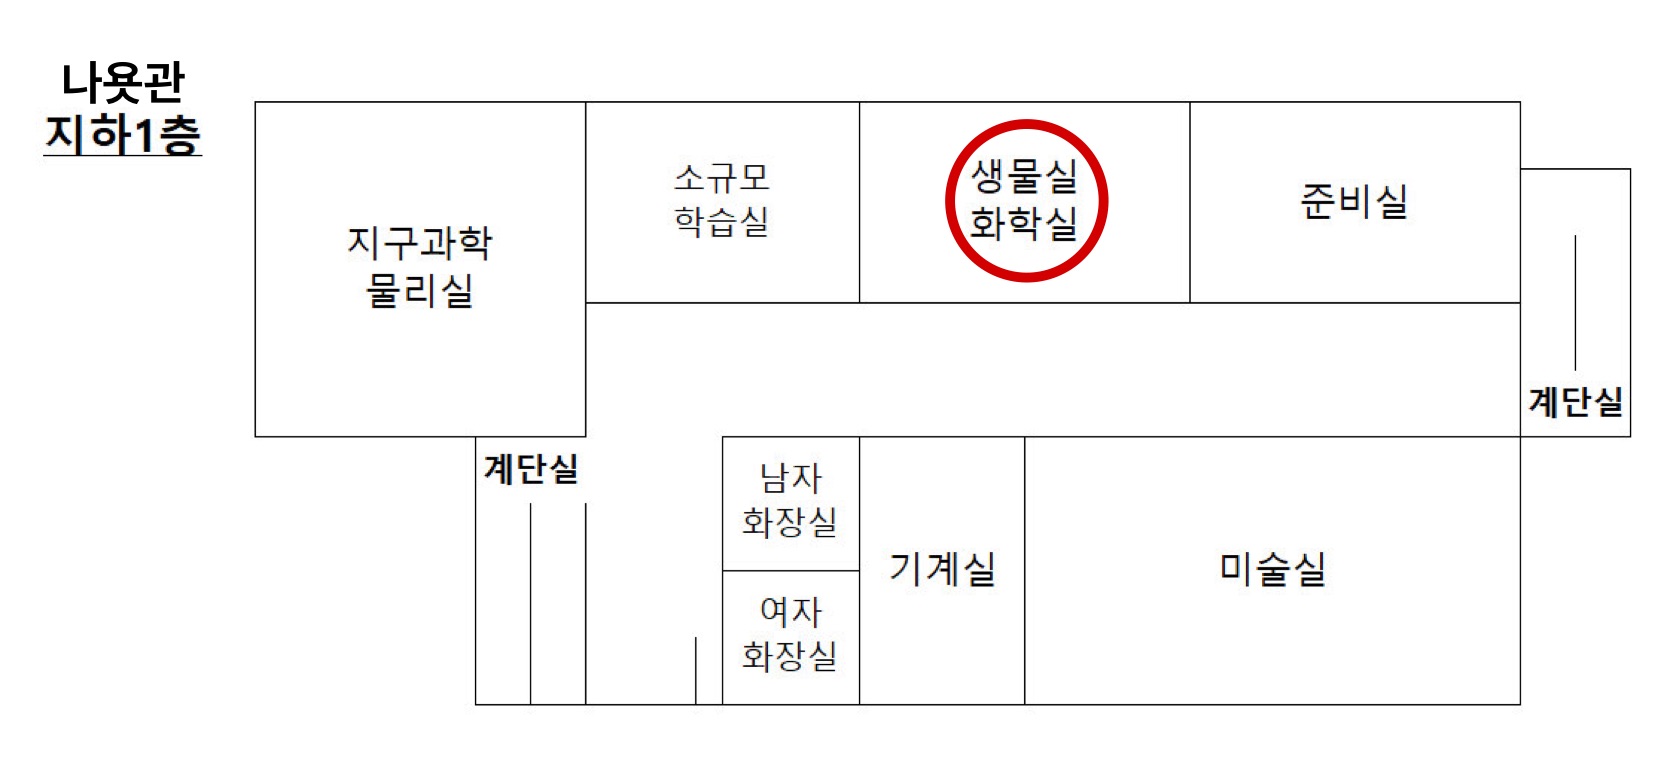 나욧관
지하1층
지구과학
물리실
소규모
학습실
생물실
화학실
준비실
계단실
계단실
남자
화장실
여자
화장실
기계실
미술실